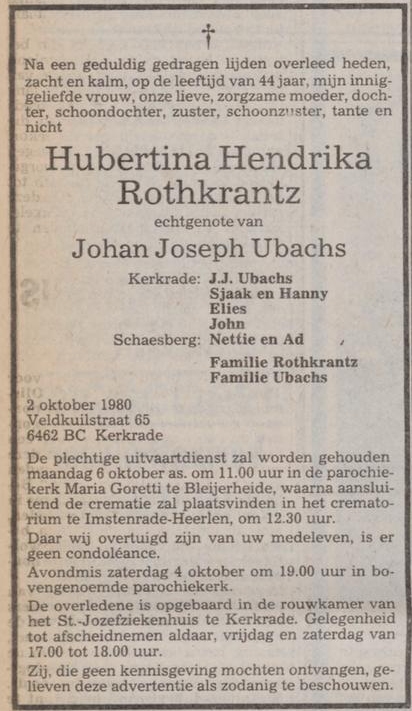 Na een geduldig gedragen lijden overleed heden,
zacht en kalm, op de leeftijd van 44 jaar, mijn innig-
geliefde vrouw, onze lieve, zorgzame moeder, doch-
ter, schoondochter, zuster, schoonzuster, tante en
nicht
Hubertina Hendrika
Rothkrantz
echtgenote van
Johan Joseph Ubachs
Kerkrade: J.J. Ubachs
Sjaak en Hanny
Elies
John
Schaesberg: Nettie en Ad
Familie Rothkrantz
Familie Ubachs
2 oktober 1980
Veldkuilstraat 65
6462 BC Kerkrade
De plechtige uitvaartdienst zal worden gehouden
maandag 6 oktober as. om 11.00 uur in de parochie-
kerk Maria Goretti te Bleijerheide, waarna aanslui-
tend de crematie zal plaatsvinden in het cremato-
rium te Imstenrade-Heerlen, om 12.30 uur.
Daar wij overtuigd zijn van uw medeleven, is er
geen condoléance.
Avondmis zaterdag 4 oktober om 19.00 uur in bo-
vengenoemde parochiekerk.
De overledene is opgebaard in de rouwkamer van
het St.-Jozefziekenhuis te Kerkrade. Gelegenheid
tot afscheidnemen aldaar, vrijdag en zaterdag van
17.00 tot 18.00 uur.
Zij, die geen kennisgeving mochten ontvangen, ge-
lieven deze advertentie als zodanig te beschouwen.